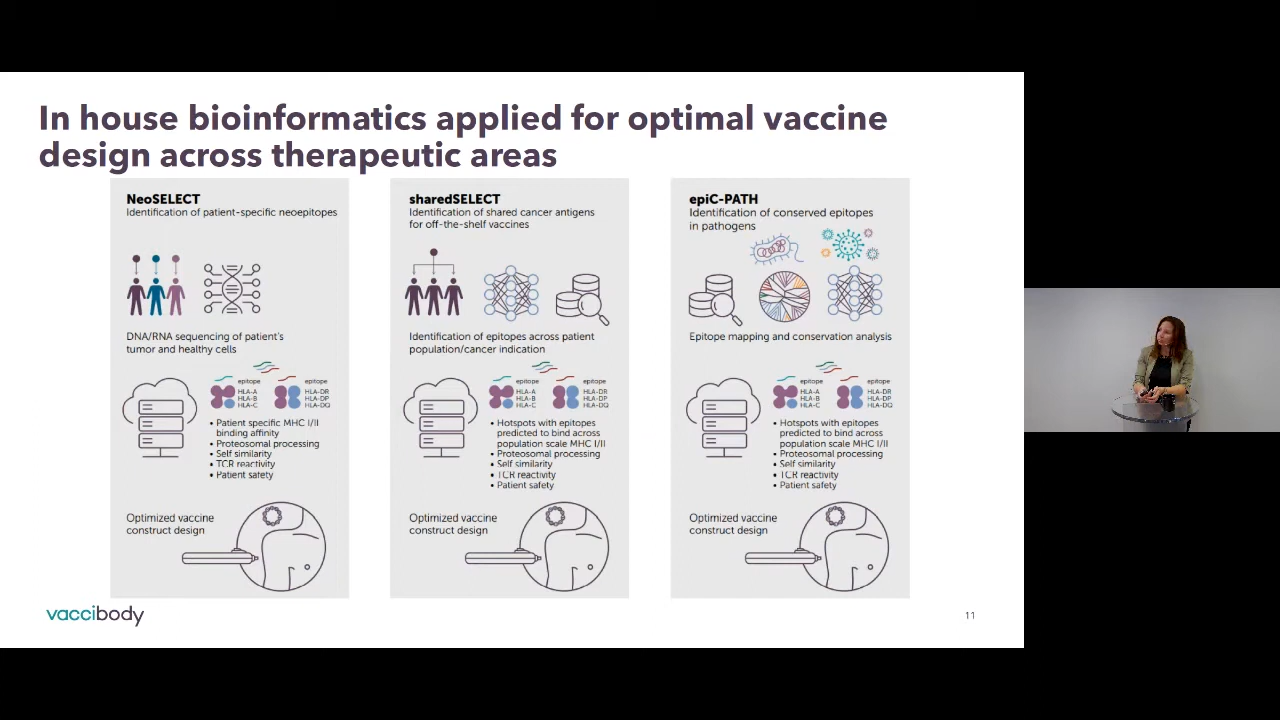 In house bioinformatics applied for optimal vaccine
design across therapeutic areas
NeoSELECT
Identification of patient-specific neoepitopes
DNA/RNA sequencing of patient's
tumor and healthy cells
epitope
HLA-A
HLA-B
HLA-C
epitope
HLA-DR
HLA-DP
HLA-DQ
• Patient specific MHC I/II
binding affinity
• Proteosomal processing
• Self similarity
• TCR reactivity
• Patient safety
Optimized vaccine
construct design
sharedSELECT
Identification of shared cancer antigens
for off-the-shelf vaccines
Identification of epitopes across patient
population/cancer indication
epitope
HLA-A
HLA-B
HLA-C
epitope
HLA-DR
HLA-DP
HLA-DQ
• Hotspots with epitopes
predicted to bind across
population scale MHC I/II
• Proteosomal processing
• Self similarity
• TCR reactivity
• Patient safety
Optimized vaccine
construct design
epiC-PATH
Identification of conserved epitopes
in pathogens
Epitope mapping and conservation analysis
epitope
HLA-A
HLA-B
HLA-C
epitope
HLA-DR
HLA-DP
HLA-DQ
• Hotspots with epitopes
predicted to bind across
population scale MHC I/II
• Proteosomal processing
• Self similarity
• TCR reactivity
• Patient safety
Optimized vaccine
construct design
vaccibody
11